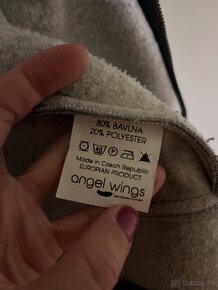 80% BAVLNA
20% POLYESTER
Made in Czech Republic
EUROPIAN PRODUCT
angel wings
Bazos.sk